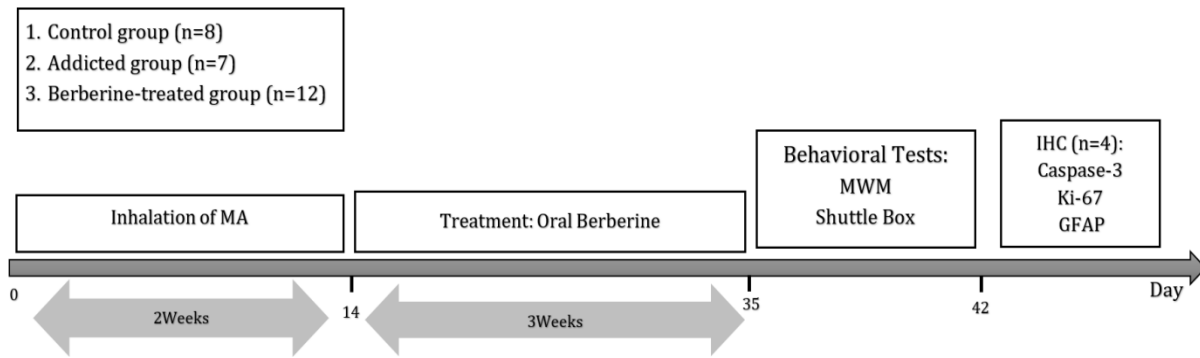 1. Control group (n=8)
2. Addicted group (n=7)
3. Berberine-treated group (n=12)
Inhalation of MA
Treatment: Oral Berberine
Behavioral Tests:
MWM
Shuttle Box
IHC (n=4):
Caspase-3
Ki-67
GFAP
0
14
35
42
Day
2Weeks
3Weeks